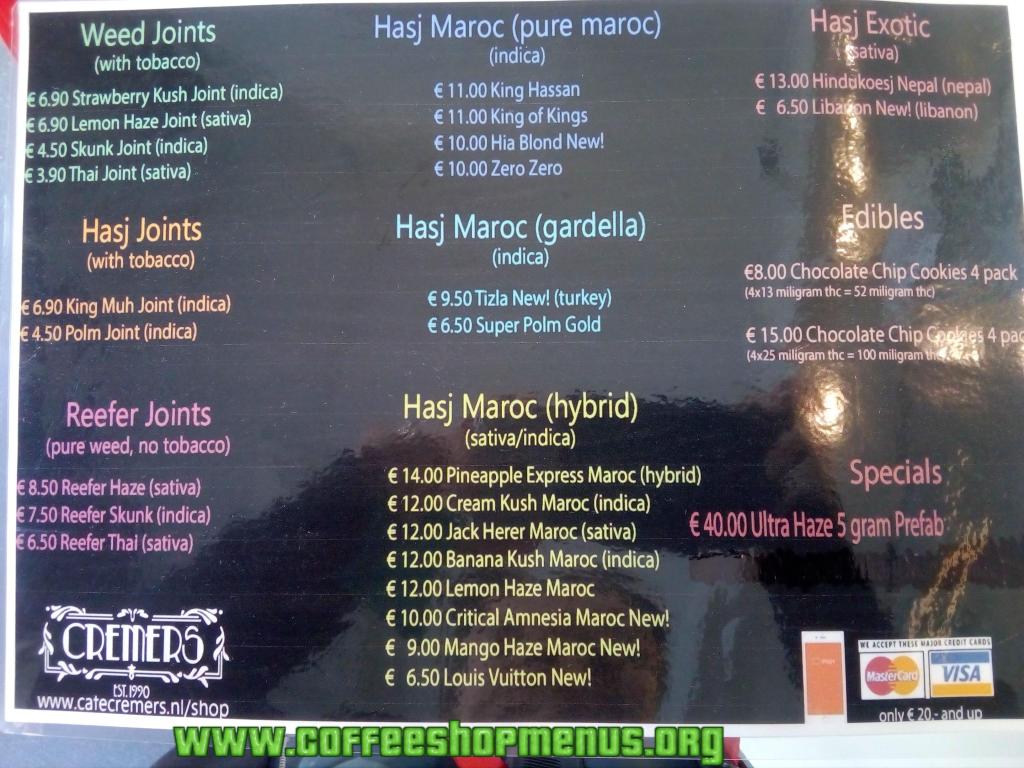 Weed Joints
(with tobacco)
€ 6.90 Strawberry Kush Joint (indica)
€ 6.90 Lemon Haze Joint (sativa)
€ 4.50 Skunk Joint (indica)
€ 3.90 Thai Joint (sativa)
Hasj Joints
(with tobacco)
€ 6.90 King Muh Joint (indica)
€ 4.50 Polm Joint (indica)
Reefer Joints
(pure weed, no tobacco)
€ 8.50 Reefer Haze (sativa)
€ 7.50 Reefer Skunk (indica)
€ 6.50 Reefer Thai (sativa)
CREMERS
EST.1990
www.cafecremers.nl/shop
Hasj Maroc (pure maroc)
(indica)
€ 11.00 King Hassan
€ 11.00 King of Kings
€ 10.00 Hia Blond New!
€ 10.00 Zero Zero
Hasj Maroc (gardella)
(indica)
€ 9.50 Tizla New! (turkey)
€ 6.50 Super Polm Gold
Hasj Maroc (hybrid)
(sativa/indica)
€ 14.00 Pineapple Express Maroc (hybrid)
€ 12.00 Cream Kush Maroc (indica)
€ 12.00 Jack Herer Maroc (sativa)
€ 12.00 Banana Kush Maroc (indica)
€ 12.00 Lemon Haze Maroc
€ 10.00 Critical Amnesia Maroc New!
€ 9.00 Mango Haze Maroc New!
€ 6.50 Louis Vuitton New!
Hasj Exotic
(sativa)
€ 13.00 Hindukoesj Nepal (nepal)
€ 6.50 Libanon New! (libanon)
Edibles
€8.00 Chocolate Chip Cookies 4 pack
(4x13 miligram thc = 52 miligram thc)
€ 15.00 Chocolate Chip Cookies 4 pac
(4x25 miligram thc = 100 miligram thc)
Specials
€ 40.00 Ultra Haze 5 gram Prefab
WE ACCEPT THESE MAJOR CREDIT CARDS
MasterCard
VISA
only € 20,- and up
www.coffeeshopmenus.org